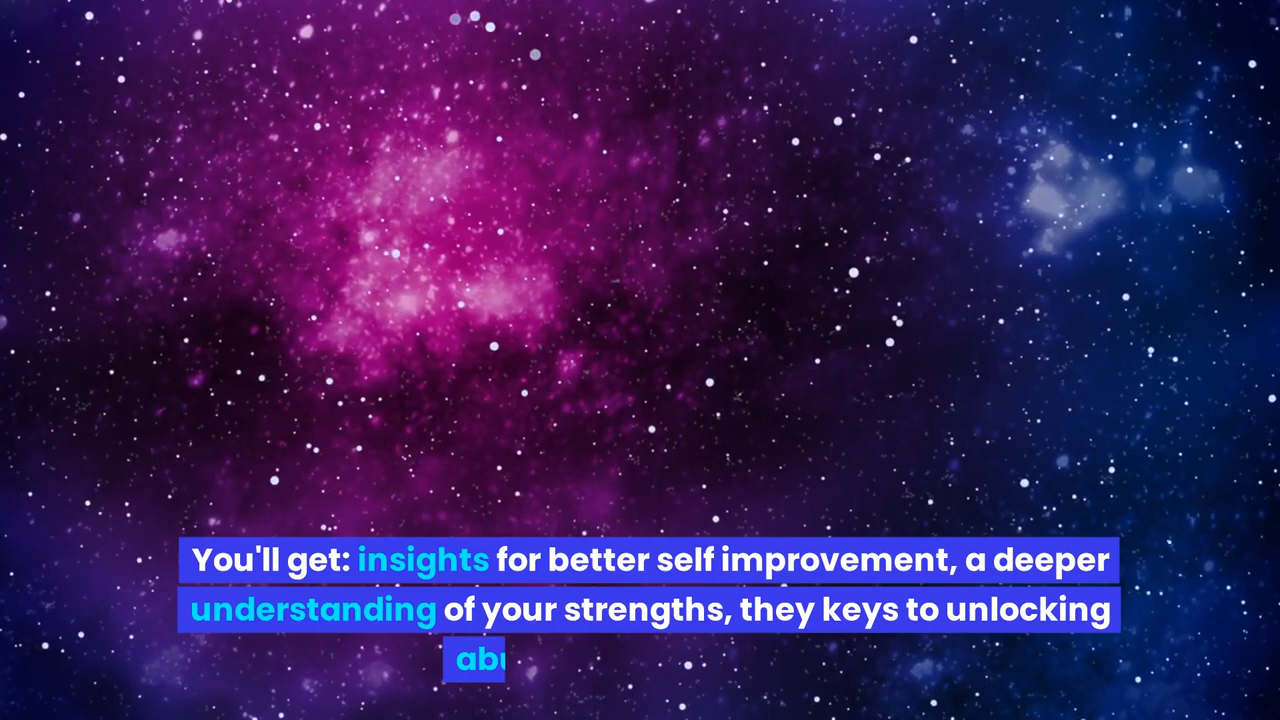 You'll get: insights for better self improvement, a deeper
understanding of your strengths, they keys to unlocking